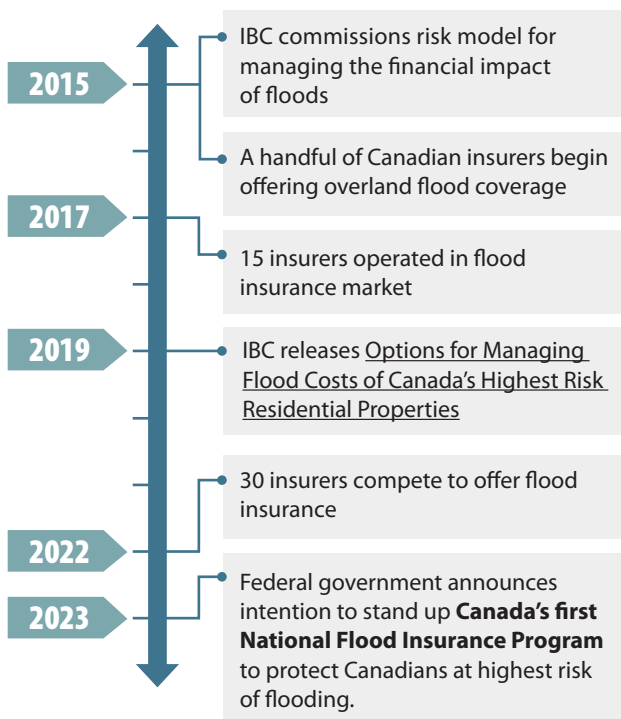 2015
IBC commissions risk model for
managing the financial impact
of floods
A handful of Canadian insurers begin
offering overland flood coverage
2017
15 insurers operated in flood
insurance market
2019
IBC releases Options for Managing
Flood Costs of Canada's Highest Risk
Residential Properties
30 insurers compete to offer flood
insurance
2022
2023
Federal government announces
intention to stand up Canada's first
National Flood Insurance Program
to protect Canadians at highest risk
of flooding.